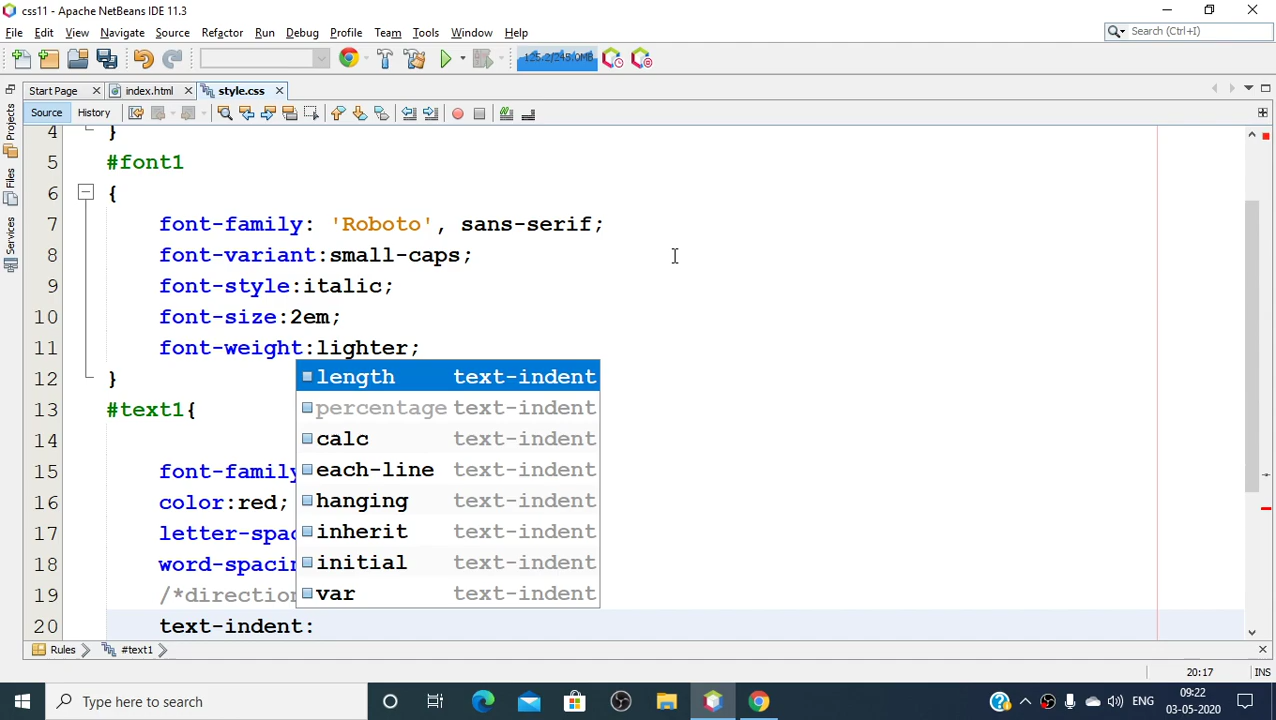 css11 - Apache NetBeans IDE 11.3
File Edit View Navigate Source Refactor Run Debug Profile Team Tools Window Help
Search (Ctrl+I)
125.2/245.0MB
Start Page index.html style.css
Source History
Projects
Files
Services
4 }
5 #font1
6 {
7 font-family: 'Roboto', sans-serif;
8 font-variant:small-caps;
9 font-style:italic;
10 font-size:2em;
11 font-weight:lighter;
12 }
13 #text1{
14
15 font-family
16 color:red;
17 letter-spac
18 word-spacin
19 /*direction
20 text-indent:
length text-indent
percentage text-indent
calc text-indent
each-line text-indent
hanging text-indent
inherit text-indent
initial text-indent
var text-indent
Rules #text1
20:17 INS
Type here to search
ENG
09:22
03-05-2020